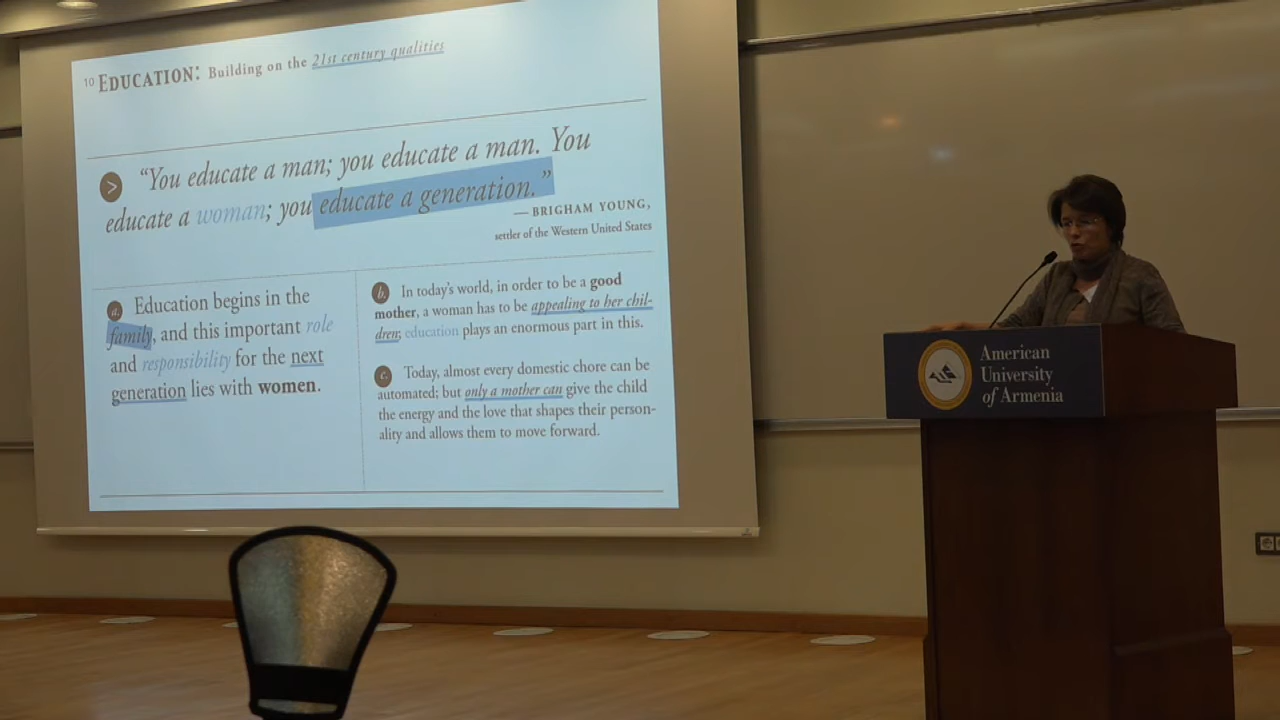 10 EDUCATION: Building on the 21st century qualities
> "You educate a man; you educate a man. You
educate a woman; you educate a generation."
— BRIGHAM YOUNG,
settler of the Western United States
a. Education begins in the
family, and this important role
and responsibility for the next
generation lies with women.
b. In today's world, in order to be a good
mother, a woman has to be appealing to her chil-
dren; education plays an enormous part in this.
c. Today, almost every domestic chore can be
automated; but only a mother can give the child
the energy and the love that shapes their person-
ality and allows them to move forward.
American
University
of Armenia